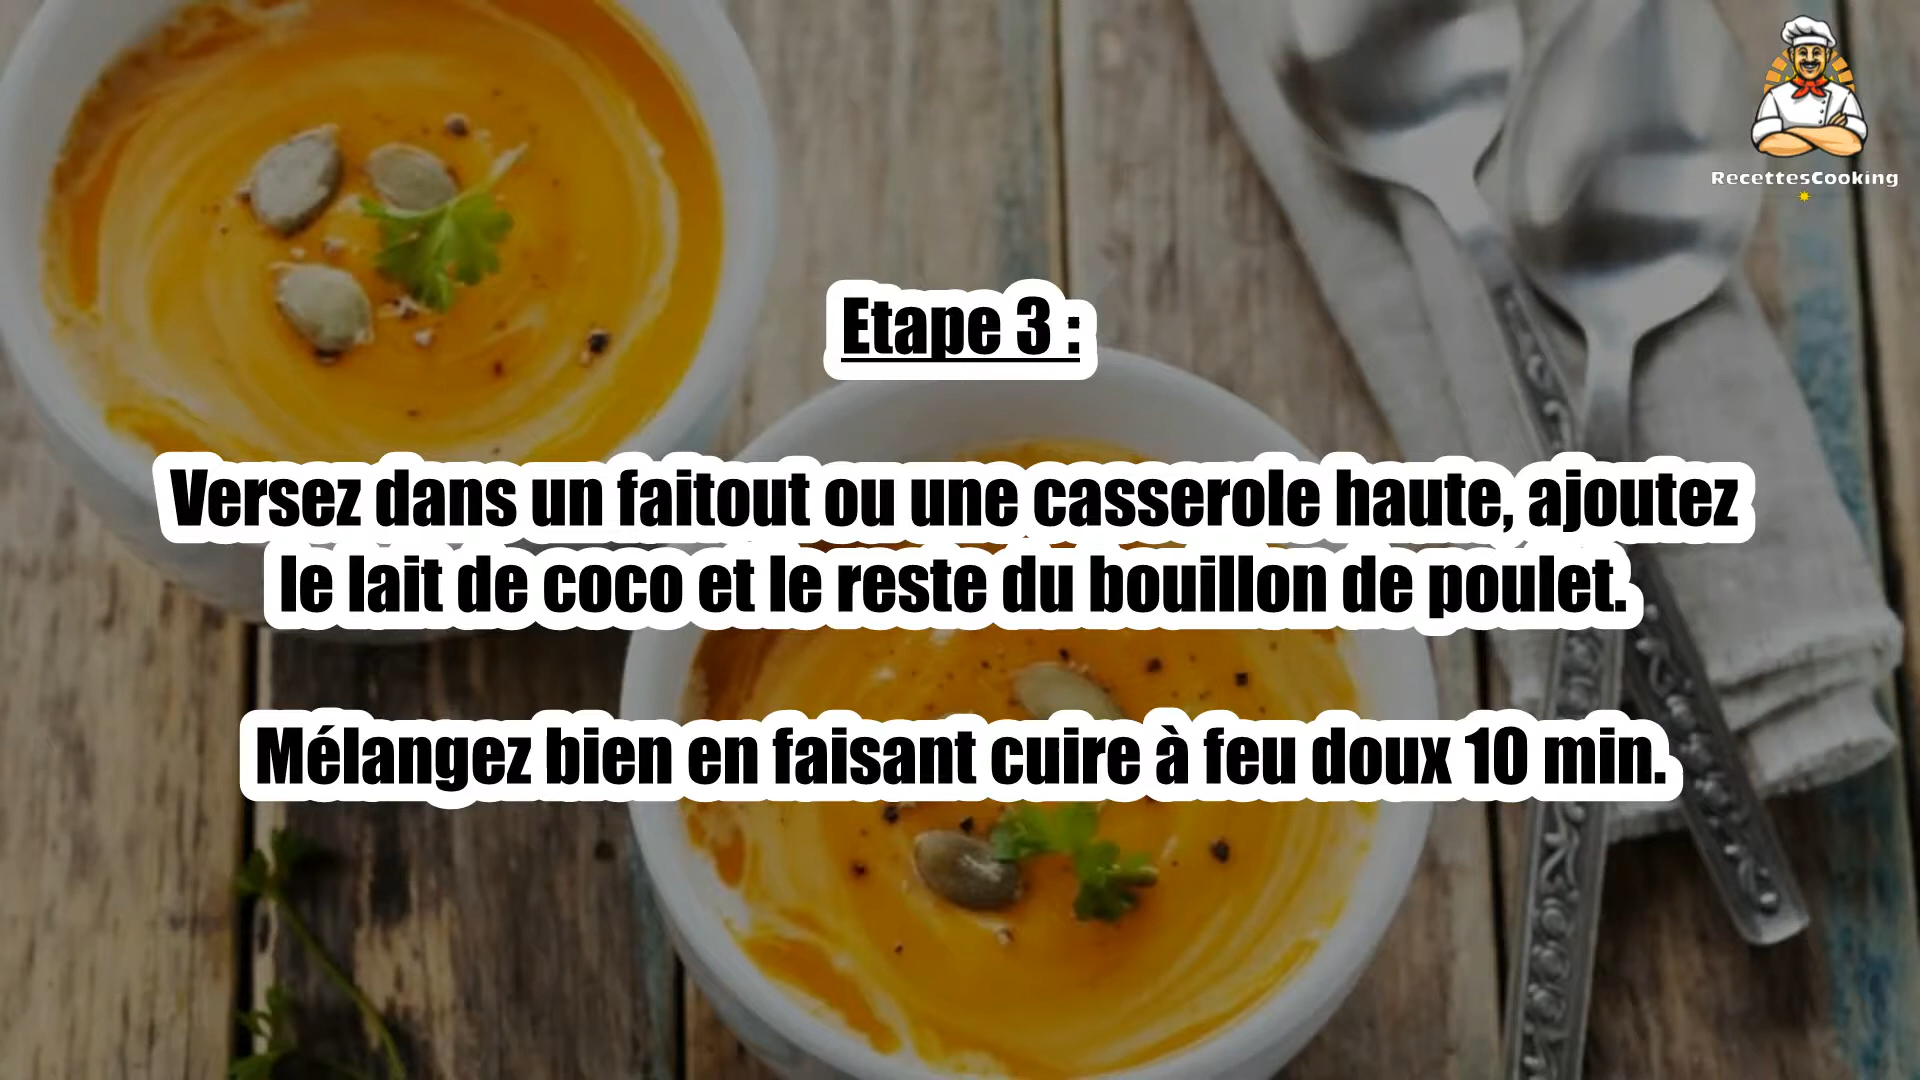 RecettesCooking
Etape 3 :
Versez dans un faitout ou une casserole haute, ajoutez
le lait de coco et le reste du bouillon de poulet.
Mélangez bien en faisant cuire à feu doux 10 min.